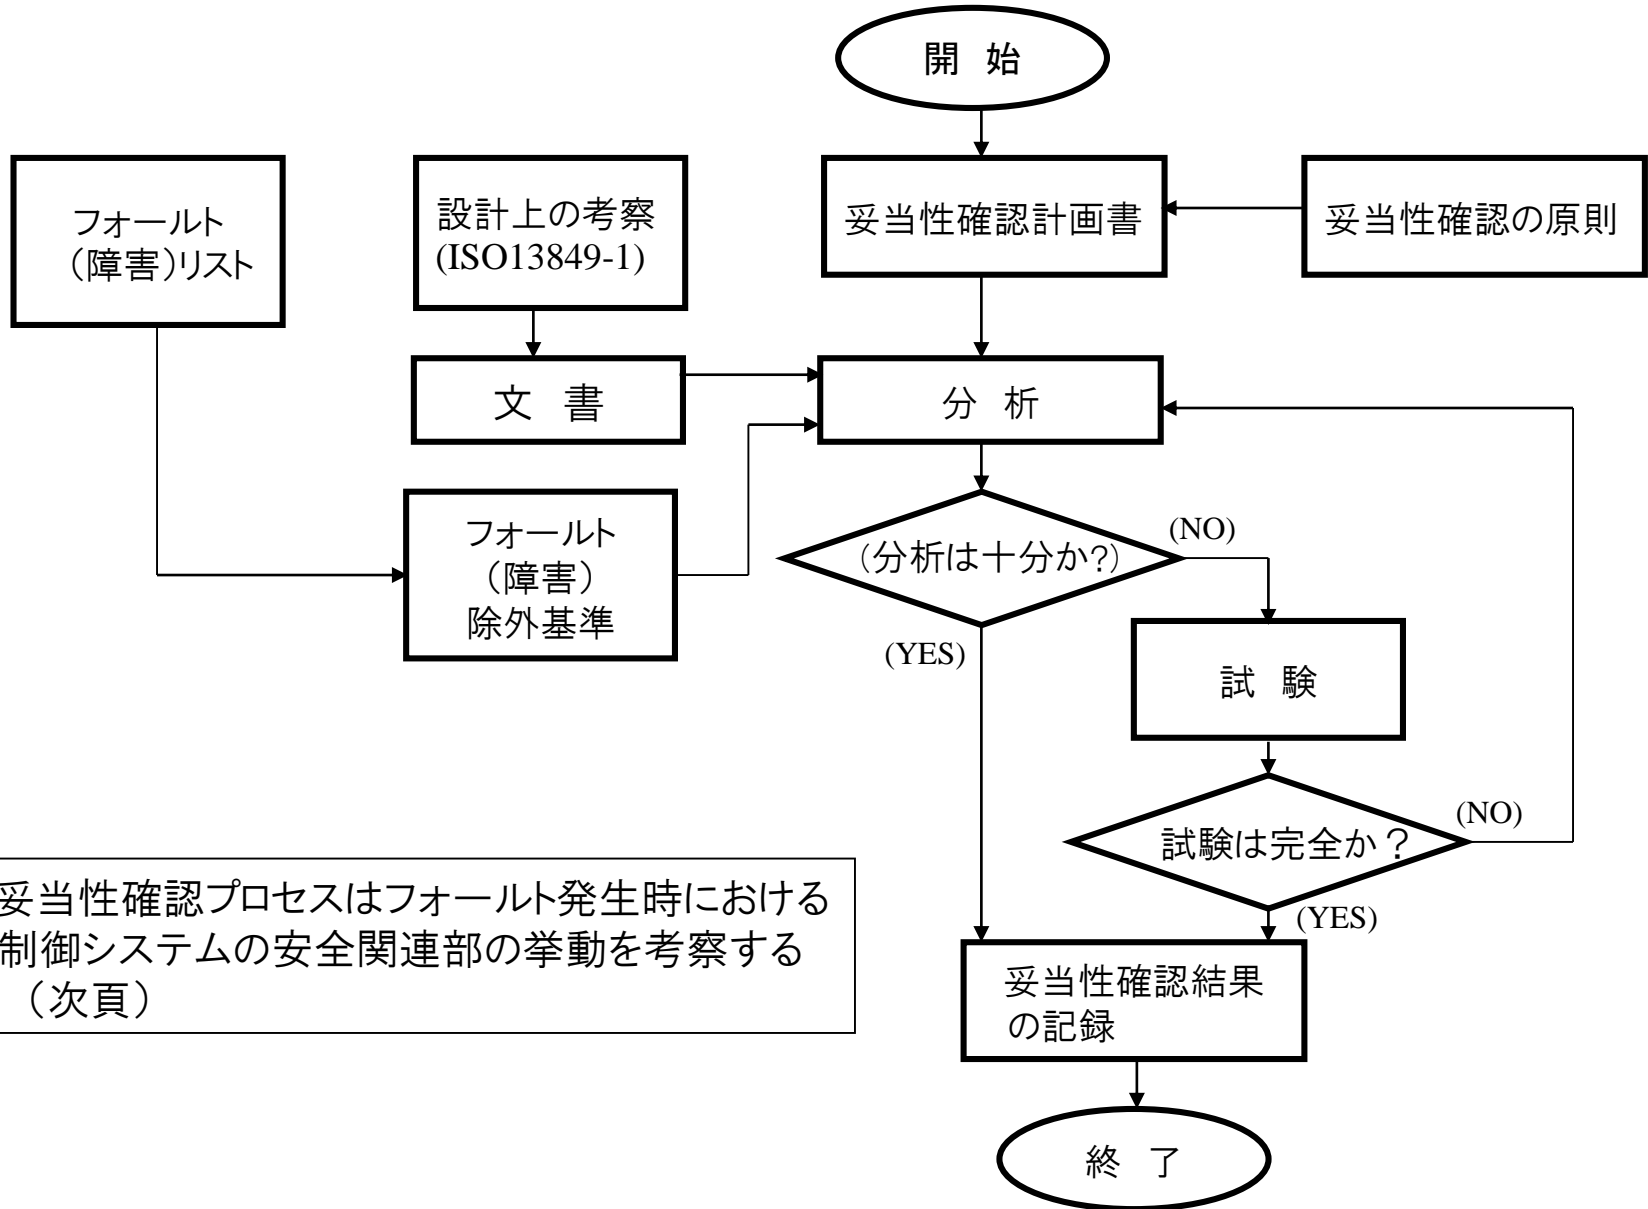 開 始
フォールト
（障害）リスト
設計上の考察
(ISO13849-1)
妥当性確認計画書
妥当性確認の原則
文 書
分 析
フォールト
（障害）
除外基準
(分析は十分か?)
(NO)
(YES)
試 験
試験は完全か？
(NO)
(YES)
妥当性確認プロセスはフォールト発生時における
制御システムの安全関連部の挙動を考察する
（次頁）
妥当性確認結果
の記録
終 了